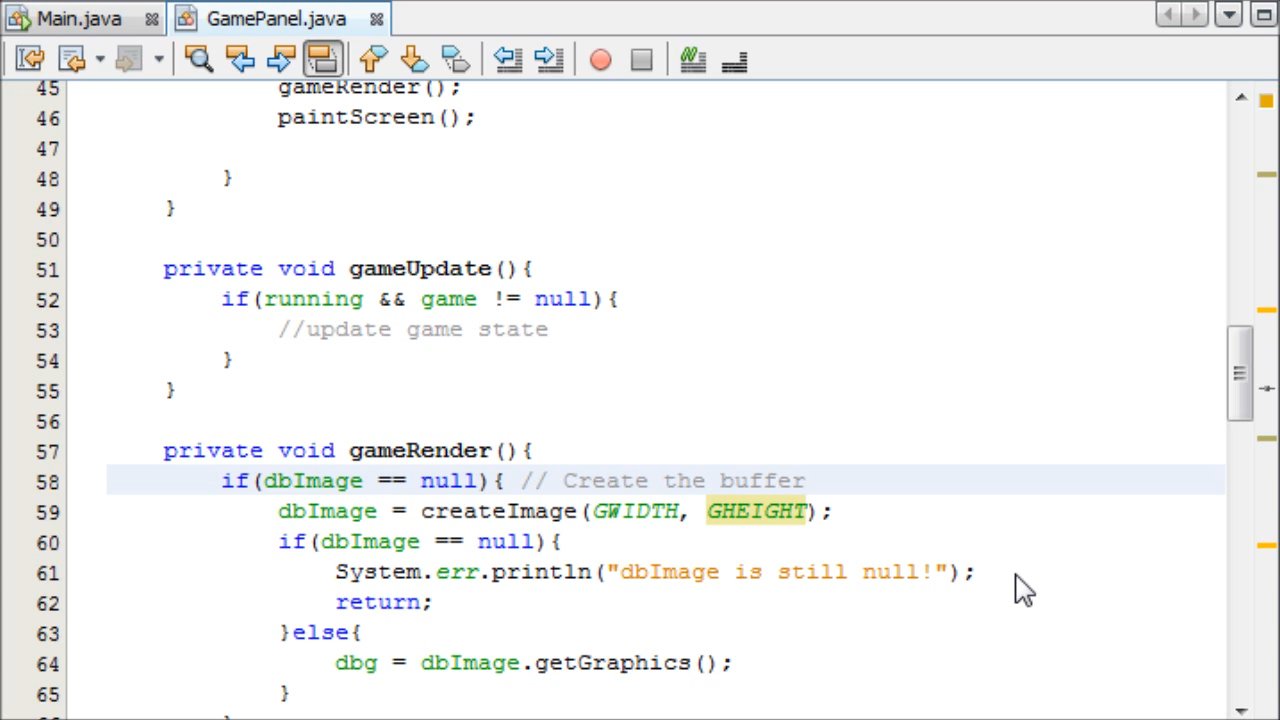 Main.java GamePanel.java
45 gameRender();
46 paintScreen();
47
48 }
49 }
50
51 private void gameUpdate(){
52 if(running && game != null){
53 //update game state
54 }
55 }
56
57 private void gameRender(){
58 if(dbImage == null){ // Create the buffer
59 dbImage = createImage(GWIDTH, GHEIGHT);
60 if(dbImage == null){
61 System.err.println("dbImage is still null!");
62 return;
63 }else{
64 dbg = dbImage.getGraphics();
65 }